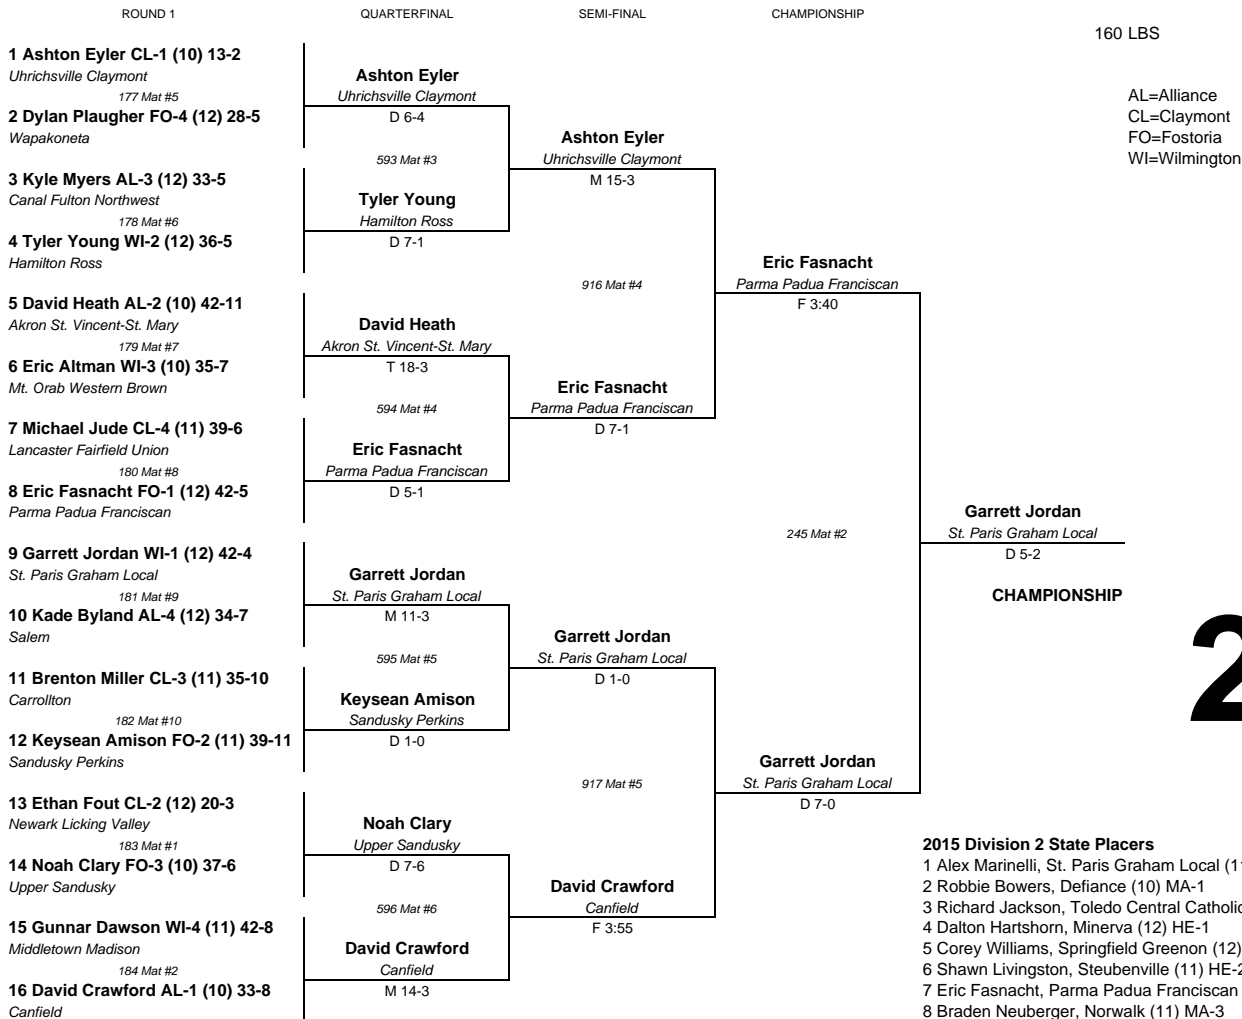 ROUND 1 QUARTERFINAL SEMI-FINAL CHAMPIONSHIP
160 LBS
AL=Alliance
CL=Claymont
FO=Fostoria
WI=Wilmington
1 Ashton Eyler CL-1 (10) 13-2
Uhrichsville Claymont
177 Mat #5
2 Dylan Plaugher FO-4 (12) 28-5
Wapakoneta
3 Kyle Myers AL-3 (12) 33-5
Canal Fulton Northwest
178 Mat #6
4 Tyler Young WI-2 (12) 36-5
Hamilton Ross
5 David Heath AL-2 (10) 42-11
Akron St. Vincent-St. Mary
179 Mat #7
6 Eric Altman WI-3 (10) 35-7
Mt. Orab Western Brown
7 Michael Jude CL-4 (11) 39-6
Lancaster Fairfield Union
180 Mat #8
8 Eric Fasnacht FO-1 (12) 42-5
Parma Padua Franciscan
9 Garrett Jordan WI-1 (12) 42-4
St. Paris Graham Local
181 Mat #9
10 Kade Byland AL-4 (12) 34-7
Salem
11 Brenton Miller CL-3 (11) 35-10
Carrollton
182 Mat #10
12 Keysean Amison FO-2 (11) 39-11
Sandusky Perkins
13 Ethan Fout CL-2 (12) 20-3
Newark Licking Valley
183 Mat #1
14 Noah Clary FO-3 (10) 37-6
Upper Sandusky
15 Gunnar Dawson WI-4 (11) 42-8
Middletown Madison
184 Mat #2
16 David Crawford AL-1 (10) 33-8
Canfield
Ashton Eyler
Uhrichsville Claymont
D 6-4
593 Mat #3
Tyler Young
Hamilton Ross
D 7-1
David Heath
Akron St. Vincent-St. Mary
T 18-3
594 Mat #4
Eric Fasnacht
Parma Padua Franciscan
D 5-1
Garrett Jordan
St. Paris Graham Local
M 11-3
595 Mat #5
Keysean Amison
Sandusky Perkins
D 1-0
Noah Clary
Upper Sandusky
D 7-6
596 Mat #6
David Crawford
Canfield
M 14-3
Ashton Eyler
Uhrichsville Claymont
M 15-3
916 Mat #4
Eric Fasnacht
Parma Padua Franciscan
D 7-1
Garrett Jordan
St. Paris Graham Local
D 1-0
917 Mat #5
David Crawford
Canfield
F 3:55
Eric Fasnacht
Parma Padua Franciscan
F 3:40
245 Mat #2
Garrett Jordan
St. Paris Graham Local
D 7-0
Garrett Jordan
St. Paris Graham Local
D 5-2
CHAMPIONSHIP
2
2015 Division 2 State Placers
1 Alex Marinelli, St. Paris Graham Local
2 Robbie Bowers, Defiance (10) MA-1
3 Richard Jackson, Toledo Central Catholic
4 Dalton Hartshorn, Minerva (12) HE-1
5 Corey Williams, Springfield Greenon (12)
6 Shawn Livingston, Steubenville (11) HE-2
7 Eric Fasnacht, Parma Padua Franciscan
8 Braden Neuberger, Norwalk (11) MA-3